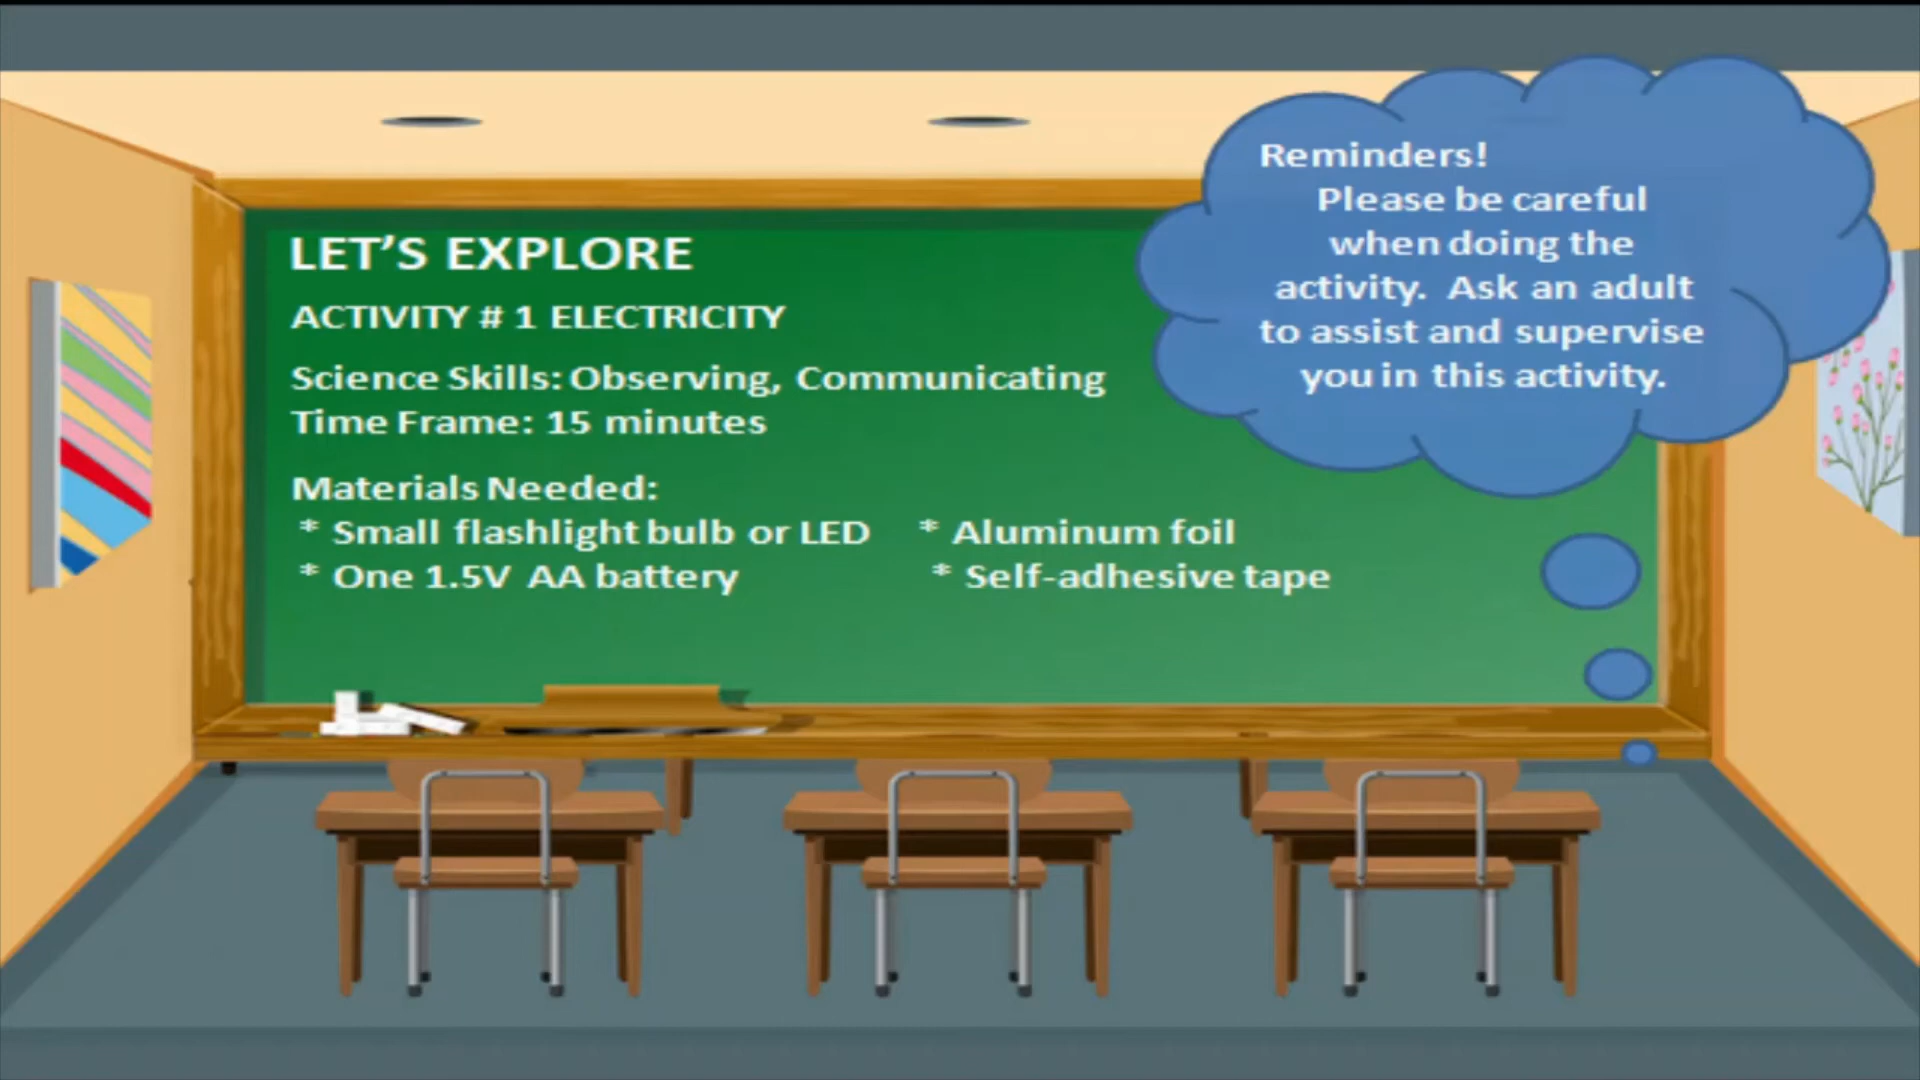 LET'S EXPLORE
ACTIVITY # 1 ELECTRICITY
Science Skills: Observing, Communicating
Time Frame: 15 minutes
Materials Needed:
* Small flashlight bulb or LED * Aluminum foil
* One 1.5V AA battery * Self-adhesive tape
Reminders!
Please be careful
when doing the
activity. Ask an adult
to assist and supervise
you in this activity.